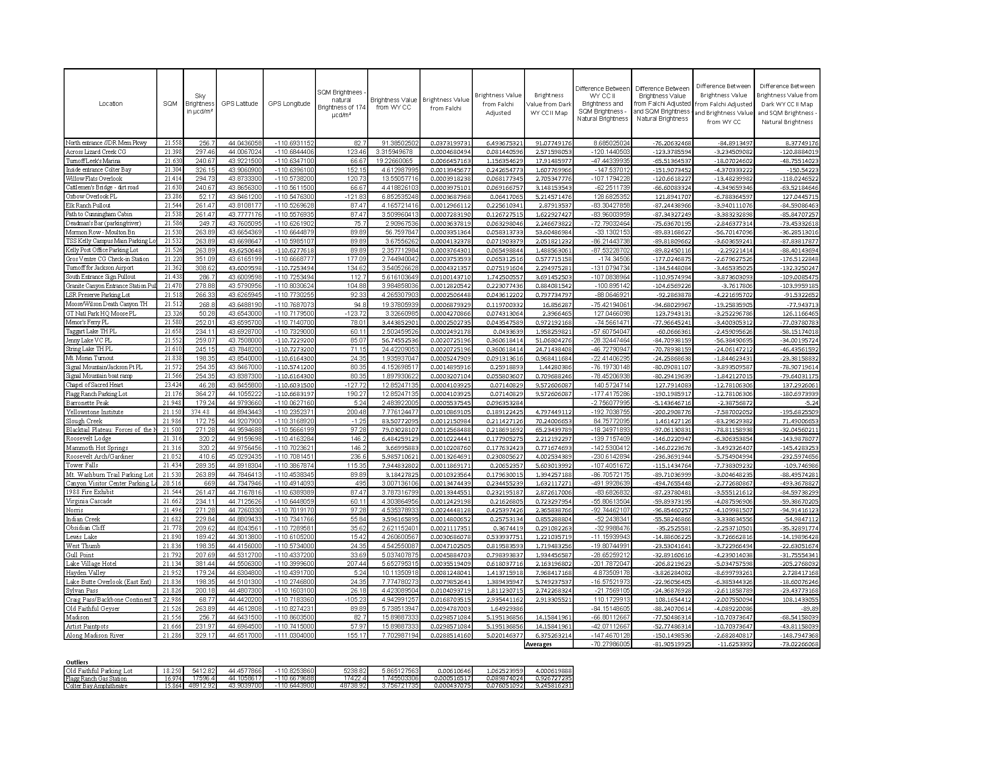 Location SQM Sky Brightness in µcd/m² GPS Latitude GPS Longitude SQM Brightnees - natural Brightness of 174 µcd/m² Brightness Value from WY CC Brightness Value from Falchi Brightness Value from Falchi Adjusted Brightness Value from Dark WY CC II Map Difference Between WY CC II Brightness and SQM Brightness - Natural Brightness Difference Between Brightness Value from Falchi Adjusted and SQM Brightness - Natural Brightness Difference Between Brightness Value from Falchi Adjusted and Brightness Value from WY CC Difference Between Brightness Value from Dark WY CC II Map and SQM Brightness - Natural Brightness
North entrance /JDR Mem Pkwy 21.558 256.7 44.0436058 -110.6931152 82.7 91.38502502 0.0373199731 6.493675321 91.07749176 8.685025024 -76.20632468 -84.8913497 8.37749176
Across Lizard Creek CG 21.398 297.46 44.0067024 -110.6844406 123.46 3.315949678 0.0004680494 0.081440596 2.571598053 -120.1440503 -123.3785594 -3.234509082 -120.8884019
Turnoff Leek's Marina 21.630 240.67 43.9221500 -110.6347100 66.67 19.22660065 0.0066457163 1.156354629 17.91485977 -47.44339935 -65.51364537 -18.07024602 -48.75514023
Inside entrance Colter Bay 21.304 326.15 43.9060900 -110.6396100 152.15 4.612987995 0.0013945677 0.242654773 1.607769966 -147.537012 -151.9073452 -4.370333222 -150.54223
Willow Flats Overlook 21.414 294.73 43.8733300 -110.5738200 120.73 13.55057716 0.0003918238 0.068177345 2.705347776 -107.1794228 -120.6618227 -13.48239982 -118.0246522
Cattlemen's Bridge - dirt road 21.630 240.67 43.8656300 -110.5611500 66.67 4.418826103 0.0003975101 0.069166757 3.148153543 -62.2511739 -66.60083324 -4.349659346 -63.52184646
Oxbow Overlook PL 23.286 52.17 43.8461200 -110.5476300 -121.83 6.852535248 0.0003687968 0.06417065 5.214571476 128.6825352 121.8941707 -6.788364597 127.0445715
Elk Ranch Pullout 21.544 261.47 43.8108177 -110.5269628 87.47 4.165721416 0.0012966112 0.225610341 2.87913537 -83.30427858 -87.24438966 -3.940111076 -84.59086463
Path to Cunningham Cabin 21.538 261.47 43.7777176 -110.5576935 87.47 3.509960413 0.0007283190 0.126727515 1.622927427 -83.96003959 -87.34327249 -3.383232898 -85.84707257
Deadman's Bar (parking/river) 21.586 249.7 43.7605095 -110.6261902 75.7 2.90967536 0.0003637819 0.063298046 2.246673822 -72.79032464 -75.63670195 -2.846377314 -73.45332618
Mormon Row - Moulton Bn 21.530 263.89 43.6654369 -110.6644879 89.89 56.7597847 0.0003351364 0.058313733 53.60486984 -33.1302153 -89.83168627 -56.70147096 -36.28513016
TSS Kelly Campus Main Parking Lot 21.532 263.89 43.6698647 -110.5985107 89.89 3.67556262 0.0004132378 0.071903379 2.051821232 -86.21443738 -89.81809662 -3.603659241 -87.83817877
Kelly Post Office Parking Lot 21.526 263.89 43.6250648 -110.6277618 89.89 2.357712984 0.0003764301 0.065498844 1.488563061 -87.53228702 -89.82450116 -2.29221414 -88.40143694
Gros Ventre CG Check-in Station 21.220 351.09 43.6165199 -110.6668777 177.09 2.744940042 0.0003753593 0.065312516 0.577715158 -174.34506 -177.0246875 -2.679627526 -176.5122848
Turnoff for Jackson Airport 21.362 308.62 43.6009598 -110.7253494 134.62 3.540526628 0.0004321357 0.075191604 2.294975281 -131.0794734 -134.5448084 -3.465335025 -132.3250247
South Entrance Sign Pullout 21.438 286.7 43.6009598 -110.7253494 112.7 5.616103649 0.0100143710 1.742500557 3.691452503 -107.0838964 -110.9574994 -3.873603093 -109.0085475
Granite Canyon Entrance Station Pul 21.470 278.88 43.5790956 -110.8030624 104.88 3.984858036 0.0012820542 0.223077436 0.884081542 -100.895142 -104.6569226 -3.7617806 -103.9959185
LSR Preserve Parking Lot 21.518 266.33 43.6265945 -110.7730255 92.33 4.265307903 0.0002506448 0.043612202 0.797734797 -88.0646921 -92.2863878 -4.221695702 -91.5322652
Moose/Wilson Death Canyon TH 21.512 268.8 43.6488190 -110.7687073 94.8 19.37805939 0.0006879329 0.119700332 16.856287 -75.42194061 -94.68029967 -19.25835905 -77.943713
GT Natl Park HQ Moose PL 23.326 50.28 43.6543000 -110.7179500 -123.72 3.32660985 0.0004270866 0.074313064 2.3966465 127.0466098 123.7943131 -3.252296786 126.1166465
Menor's Ferry PL 21.580 252.01 43.6595700 -110.7140700 78.01 3.443852901 0.0002502735 0.043547589 0.972192168 -74.5661471 -77.96645241 -3.400305312 -77.03780783
Taggart Lake TH PL 21.658 234.11 43.6928700 -110.7329000 60.11 2.502459526 0.0002492178 0.0433639 1.958259821 -57.60754047 -60.0666361 -2.459095626 -58.15174018
Jenny Lake VC PL 21.552 259.07 43.7508000 -110.7229200 85.07 56.74552536 0.0020725196 0.360618414 51.06804276 -28.32447464 -84.70938159 -56.38490695 -34.00195724
String Lake TH PL 21.610 245.15 43.7848200 -110.7273200 71.15 24.42209053 0.0020725196 0.360618414 24.71438408 -46.72790947 -70.78938159 -24.06147212 -46.43561592
Mt. Moran Turnout 21.838 198.35 43.8540000 -110.6164300 24.35 1.935937047 0.0005247909 0.091313616 0.968411684 -22.41406295 -24.25868638 -1.844623431 -23.38158832
Signal Mountain/Jackson Pt PL 21.572 254.35 43.8467000 -110.5741200 80.35 4.152698517 0.0014895916 0.25918893 1.44280386 -76.19730148 -80.09081107 -3.893509587 -78.90719614
Signal Mountain boat ramp 21.566 254.35 43.8387300 -110.6164300 80.35 1.897930622 0.0003207104 0.055803607 0.709688246 -78.45206938 -80.29419639 -1.842127015 -79.64031175
Chapel of Sacred Heart 23.424 46.28 43.8455800 -110.6031500 -127.72 12.85247135 0.0004103925 0.07140829 9.572606087 140.5724714 127.7914083 -12.78106306 137.2926061
Flagg Ranch Parking Lot 21.176 364.27 44.1055222 -110.6683197 190.27 12.85247135 0.0004103925 0.07140829 9.572606087 -177.4175286 -190.1985917 -12.78106306 -180.6973939
Barronette Peak 21.948 179.24 44.9793660 -110.0627160 5.24 2.483922005 0.0005537545 0.096353284 -2.756077995 -5.143646716 -2.38756872 -5.24
Yellowstone Institute 21.150 374.48 44.8943443 -110.2352371 200.48 7.776124477 0.0010869105 0.189122425 4.797449112 -192.7038755 -200.2908776 -7.587002052 -195.6825509
Slough Creek 21.986 172.75 44.9207900 -110.3168920 -1.25 83.50772095 0.0012150984 0.211427126 70.24006653 84.75772095 1.461427126 -83.29629382 71.49006653
Blacktail Plateau: Forces of the N 21.500 271.28 44.9594688 -110.5666199 97.28 79.03028107 0.0012568488 0.218691692 65.23439789 -18.24971893 -97.06130831 -78.81158938 -32.04560211
Roosevelt Lodge 21.316 320.2 44.9159698 -110.4163284 146.2 6.484259129 0.0010224441 0.177905275 2.212192297 -139.7157409 -146.0220947 -6.306353854 -143.9878077
Mammoth Hot Springs 21.316 320.2 44.9756456 -110.7023621 146.2 3.66995883 0.0010208760 0.177632423 0.771674693 -142.5300412 -146.0223676 -3.492326407 -145.4283253
Roosevelt Arch/Gardiner 21.052 410.6 45.0292435 -110.7081451 236.6 5.985710621 0.0013264691 0.230805627 4.002534389 -230.6142894 -236.3691944 -5.754904994 -232.5974656
Tower Falls 21.434 289.35 44.8918304 -110.3867874 115.35 7.944832802 0.0011869171 0.20652357 5.603013992 -107.4051672 -115.1434764 -7.738309232 -109.746986
Mt. Washburn Trail Parking Lot 21.530 263.89 44.7846413 -110.4538345 89.89 3.18427825 0.0010323564 0.179630015 1.394257188 -86.70572175 -89.71036999 -3.004648235 -88.49574281
Canyon Visitor Center Parking Lo 20.516 669 44.7347946 -110.4914093 495 3.007136106 0.0013474439 0.234455239 1.632117271 -491.9928639 -494.7655448 -2.772680867 -493.3678827
1988 Fire Exhibit 21.544 261.47 44.7167816 -110.6389389 87.47 3.787316799 0.0013344551 0.232195187 2.872617006 -83.6826832 -87.23780481 -3.555121612 -84.59738299
Virginia Cascade 21.662 234.11 44.7125626 -110.6448059 60.11 4.303864956 0.0012429198 0.21626805 0.723297954 -55.80613504 -59.89373195 -4.087596906 -59.38670205
Norris 21.496 271.28 44.7260330 -110.7019170 97.28 4.535378933 0.0024448128 0.425397426 2.365838766 -92.74462107 -96.85460257 -4.109981507 -94.91416123
Indian Creek 21.682 229.84 44.8809433 -110.7341766 55.84 3.596165895 0.0014800652 0.25753134 0.855288804 -52.2438341 -55.58246866 -3.338634556 -54.9847112
Obsidian Cliff 21.778 209.62 44.8243561 -110.7289581 35.62 2.621152401 0.0021117351 0.3674419 0.291082263 -32.9988476 -35.2525581 -2.253710501 -35.32891774
Lewis Lake 21.890 189.42 44.3013800 -110.6105200 15.42 4.260600567 0.0030686078 0.533937751 1.221035719 -11.15939943 -14.88606225 -3.726662816 -14.19896428
West Thumb 21.836 198.35 44.4156000 -110.5734000 24.35 4.542550087 0.0047102505 0.819583593 1.719483256 -19.80744991 -23.53041641 -3.722966494 -22.63051674
Gull Point 21.792 207.69 44.5312700 -110.4337200 33.69 5.037407875 0.0045884703 0.798393837 1.934456587 -28.65259212 -32.89160616 -4.239014038 -31.75554341
Lake Village Hotel 21.134 381.44 44.5506300 -110.3999600 207.44 5.652795315 0.0035519409 0.618037716 2.163196802 -201.7872047 -206.8219623 -5.034757598 -205.2768032
Hayden Valley 21.952 179.24 44.6304800 -110.4391700 5.24 10.11350918 0.0081248041 1.413715918 7.968417168 4.873509178 -3.826284082 -8.699793261 2.728417168
Lake Butte Overlook (East Ent) 21.836 198.35 44.5101300 -110.2746800 24.35 7.774780273 0.0079852641 1.389435947 5.749237537 -16.57521973 -22.96056405 -6.385344326 -18.60076246
Sylvan Pass 21.826 200.18 44.4807300 -110.1603100 26.18 4.423089504 0.0104093719 1.811230715 2.742268324 -21.7569105 -24.36876928 -2.611858789 -23.43773168
Craig Pass/Backbone Continent T 22.986 68.77 44.4420200 -110.7183360 -105.23 4.942991257 0.0168703515 2.935441162 2.913305521 110.1729913 108.1654412 -2.007550094 108.1433055
Old Faithful Geyser 21.526 263.89 44.4612808 -110.8274231 89.89 5.738513947 0.0094787003 1.64929386 -84.15148605 -88.24070614 -4.089220086 -89.89
Madison 21.556 256.7 44.6431500 -110.8603500 82.7 15.89887333 0.0298571084 5.195136856 14.15841961 -66.80112667 -77.50486314 -10.70373647 -68.54158039
Artist Paintpots 21.666 231.97 44.6964500 -110.7415000 57.97 15.89887333 0.0298571084 5.195136856 14.15841961 -42.07112667 -52.77486314 -10.70373647 -43.81158039
Along Madison River 21.286 329.17 44.6517000 -111.0304000 155.17 7.702987194 0.0288514160 5.020146377 6.375263214 -147.4670128 -150.1498536 -2.682840817 -148.7947368
Averages -70.27986005 -81.90519925 -11.6253392 -73.02266068
Outliers
Old Faithful Parking Lot 18.250 5412.82 44.4577866 -110.8253860 5238.82 5.865127563 0.00610646 1.062523959 4.000619888
Flagg Ranch Gas Station 16.974 17596.4 44.1058617 -110.6679688 17422.4 1.745503306 0.000516517 0.089874024 0.926727235
Colter Bay Amphitheatre 15.864 48912.92 43.9039700 -110.6443900 48738.92 3.756721735 0.000437075 0.076051092 9.245816231